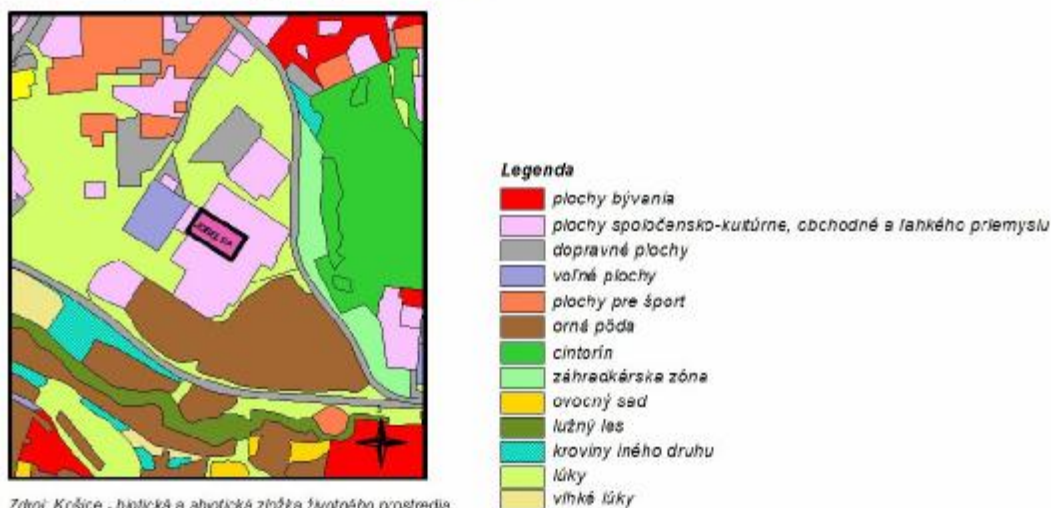 Legenda
plochy bývania
plochy spoločensko-kultúrne, obchodné a ľahkého priemyslu
dopravné plochy
voľné plochy
plochy pre šport
orná pôda
cintorín
záhradkárska zóna
ovocný sad
lužný les
kroviny iného druhu
lúky
vlhké lúky
Zdroj: Košice - biotická a abiotická zložka životného prostredia